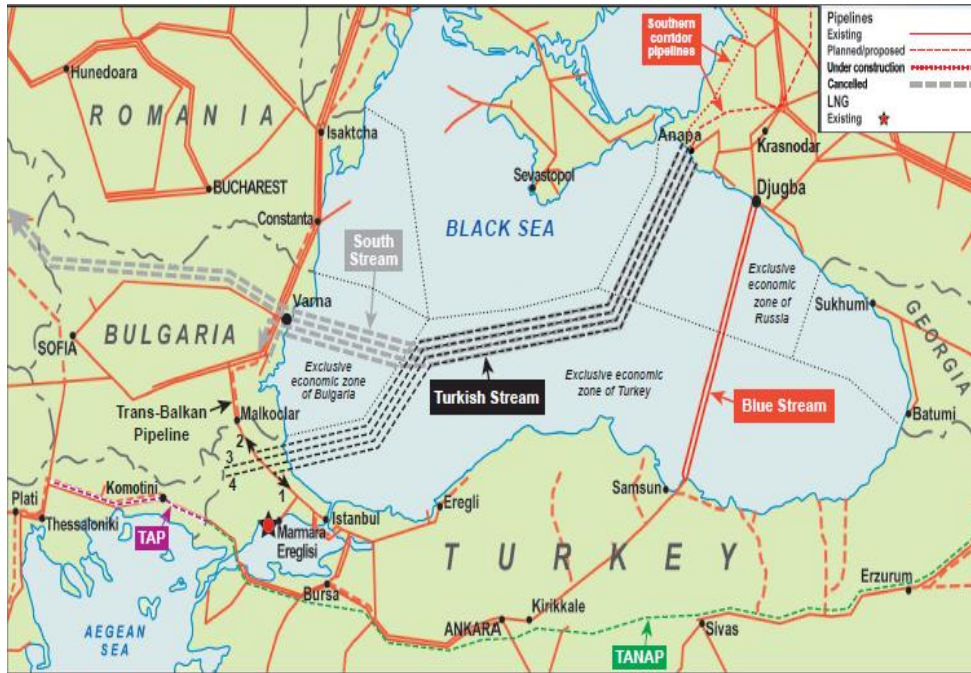 Pipelines
Existing
Planned/proposed
Under construction
Cancelled
LNG
Existing
Southern
corridor
pipelines
Hunedoara
ROMANIA
Isaktcha
Anapa
Krasnodar
BUCHAREST
Sevastopol
Djugba
Constanta
BLACK SEA
South
Stream
Exclusive
economic
zone of
Russia
Varna
Sukhumi
GEORGIA
BULGARIA
SOFIA
Exclusive
economic zone of
Bulgaria
Exclusive economic
zone of Turkey
Turkish Stream
Blue Stream
Trans-Balkan
Pipeline
Malkoclar
Batumi
2
3
4
1
Komotini
Plati
Thessaloniki
TAP
Marmara
Ereglisi
Istanbul
Eregli
Samsun
TURKEY
Bursa
Erzurum
Kirikkale
ANKARA
Sivas
AEGEAN
SEA
TANAP